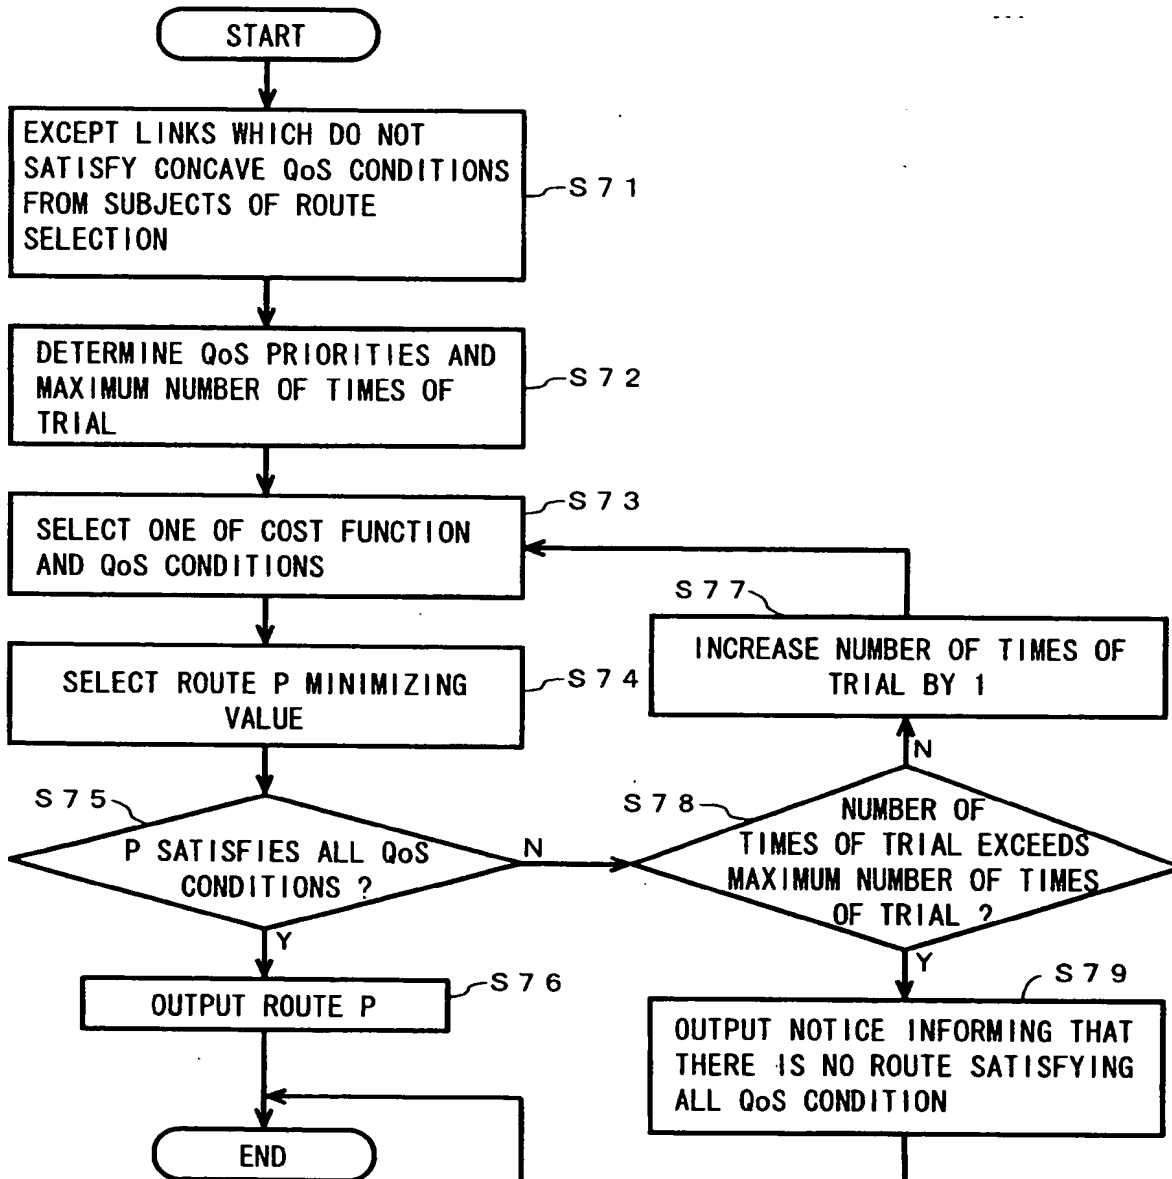 START
EXCEPT LINKS WHICH DO NOT
SATISFY CONCAVE QoS CONDITIONS
FROM SUBJECTS OF ROUTE
SELECTION
S71
DETERMINE QoS PRIORITIES AND
MAXIMUM NUMBER OF TIMES OF
TRIAL
S72
SELECT ONE OF COST FUNCTION
AND QoS CONDITIONS
S73
SELECT ROUTE P MINIMIZING
VALUE
S74
S75
P SATISFIES ALL QoS
CONDITIONS ?
N
Y
OUTPUT ROUTE P
S76
END
S77
INCREASE NUMBER OF TIMES OF
TRIAL BY 1
N
S78
NUMBER OF
TIMES OF TRIAL EXCEEDS
MAXIMUM NUMBER OF TIMES
OF TRIAL ?
Y
S79
OUTPUT NOTICE INFORMING THAT
THERE IS NO ROUTE SATISFYING
ALL QoS CONDITION